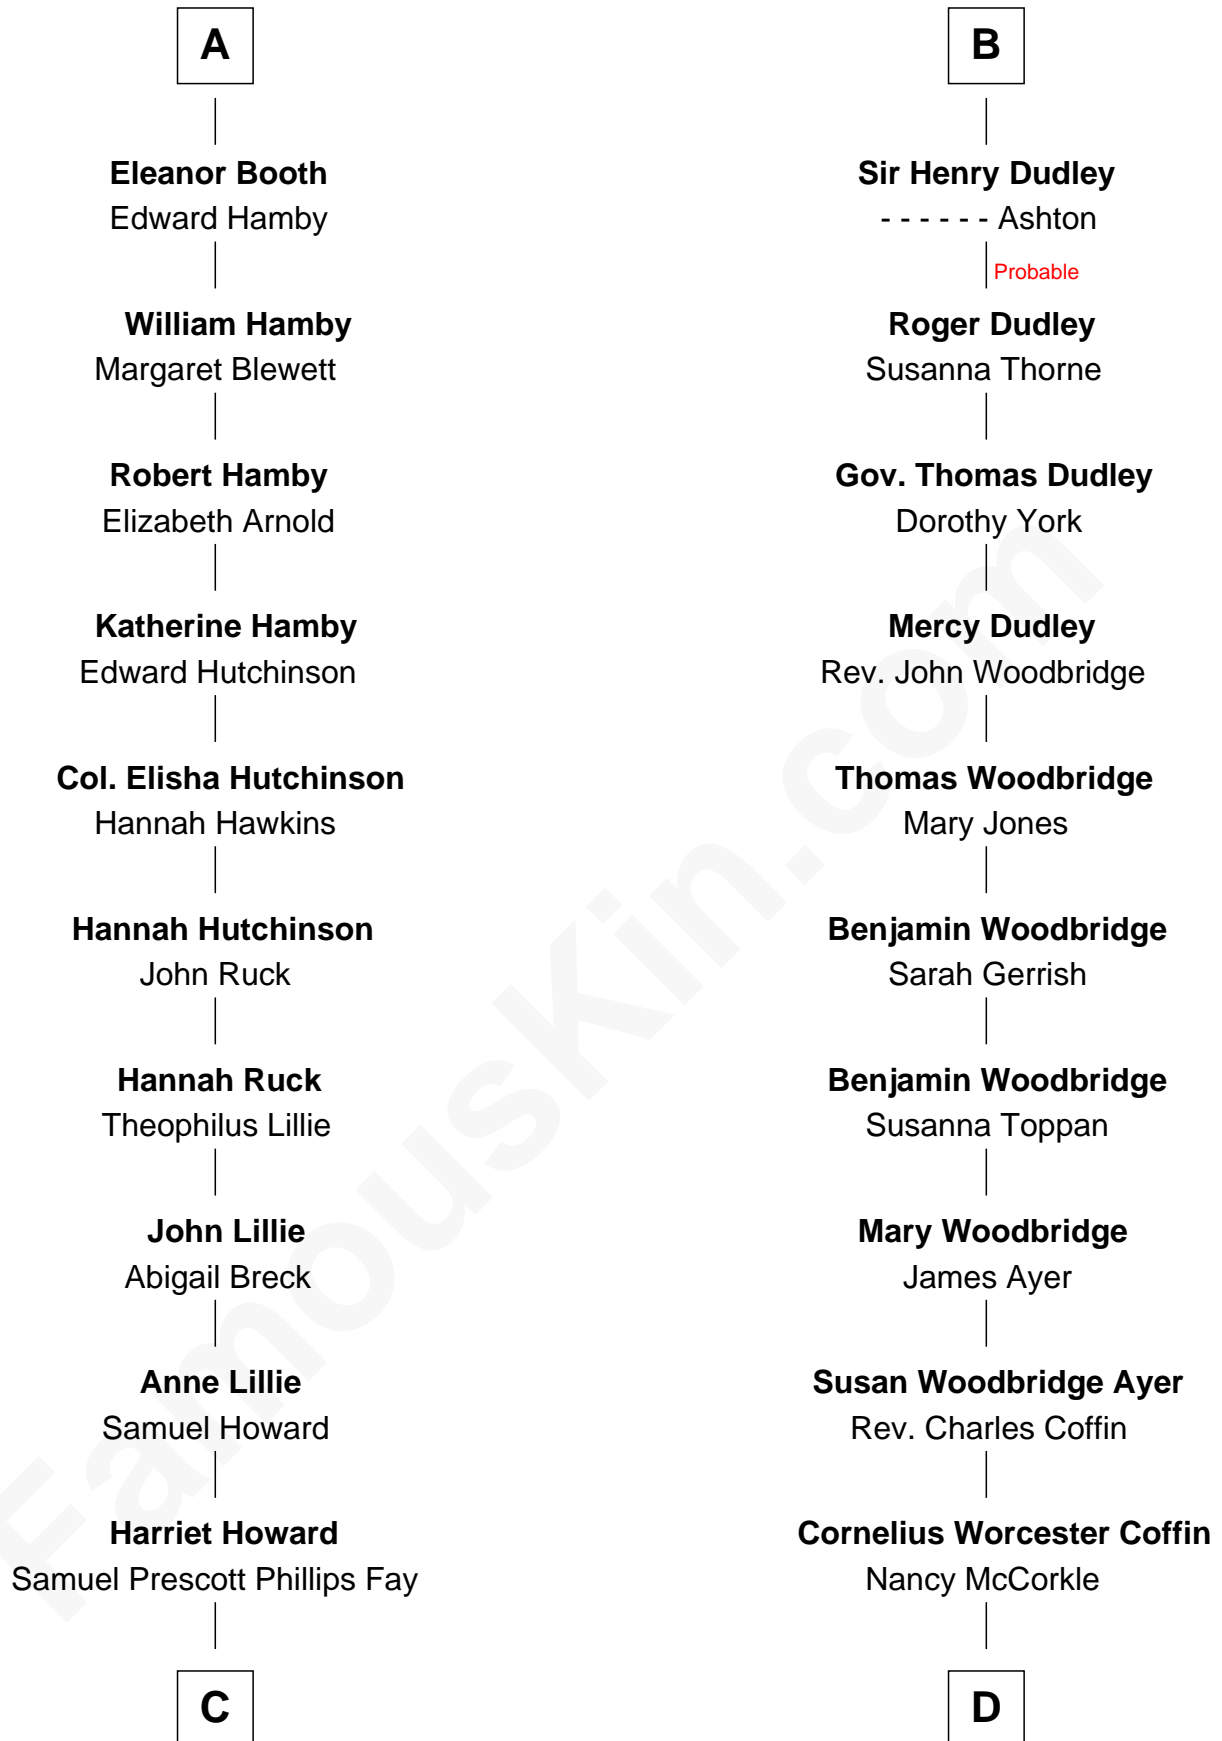 A
Eleanor Booth
Edward Hamby
William Hamby
Margaret Blewett
Robert Hamby
Elizabeth Arnold
Katherine Hamby
Edward Hutchinson
Col. Elisha Hutchinson
Hannah Hawkins
Hannah Hutchinson
John Ruck
Hannah Ruck
Theophilus Lillie
John Lillie
Abigail Breck
Anne Lillie
Samuel Howard
Harriet Howard
Samuel Prescott Phillips Fay
C
B
Sir Henry Dudley
- - - - - - Ashton
Probable
Roger Dudley
Susanna Thorne
Gov. Thomas Dudley
Dorothy York
Mercy Dudley
Rev. John Woodbridge
Thomas Woodbridge
Mary Jones
Benjamin Woodbridge
Sarah Gerrish
Benjamin Woodbridge
Susanna Toppan
Mary Woodbridge
James Ayer
Susan Woodbridge Ayer
Rev. Charles Coffin
Cornelius Worcester Coffin
Nancy McCorkle
D
FamousKin.com